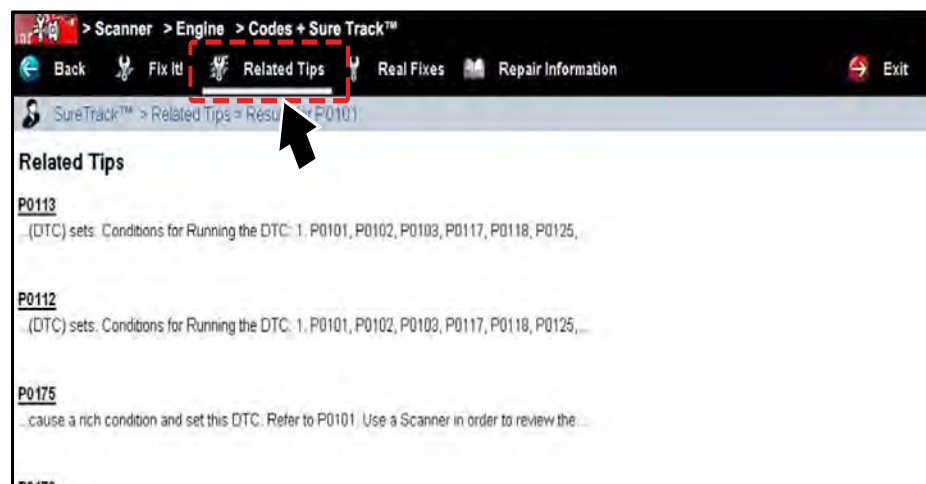 > Scanner > Engine > Codes + Sure Track™
Back Fix It! Related Tips Real Fixes Repair Information Exit
SureTrack™ > Related Tips > P0101
Related Tips
P0113
...(DTC) sets. Conditions for Running the DTC: 1. P0101, P0102, P0103, P0117, P0118, P0125,
P0112
...(DTC) sets. Conditions for Running the DTC: 1. P0101, P0102, P0103, P0117, P0118, P0125,...
P0175
...cause a rich condition and set this DTC. Refer to P0101. Use a Scanner in order to review the...